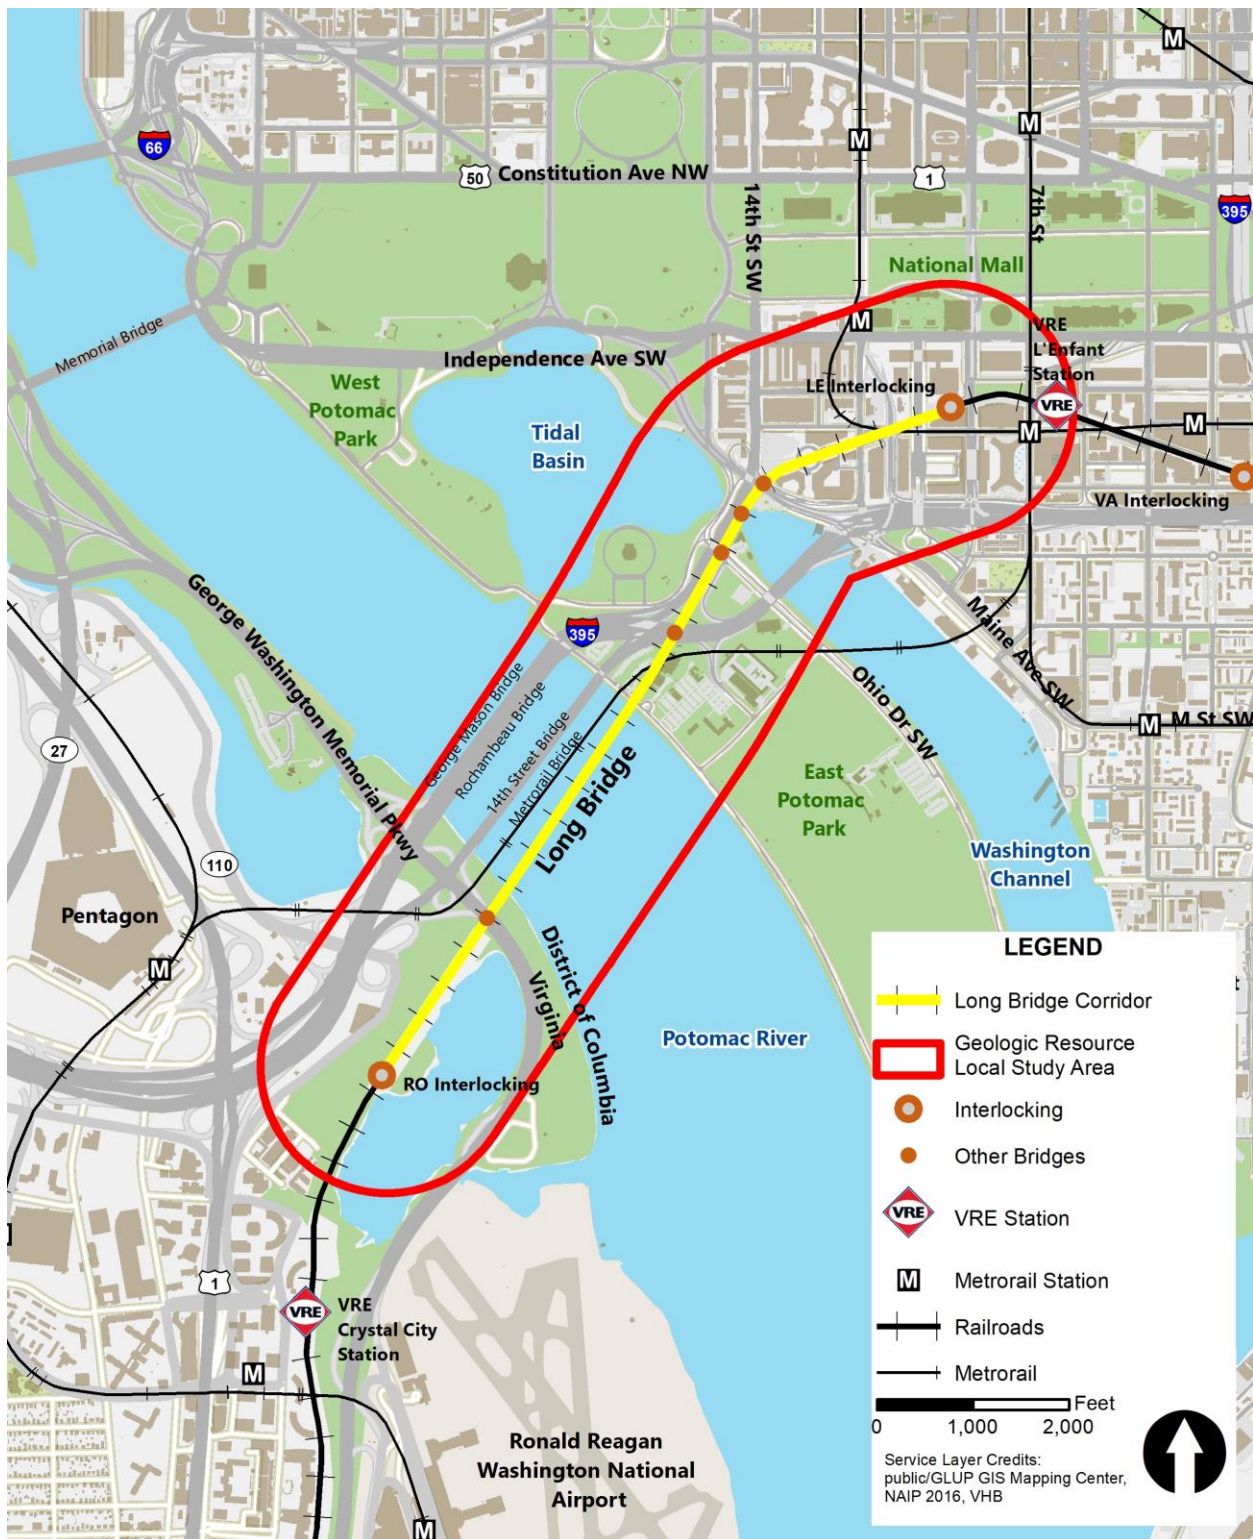 M
66
M
M
50
Constitution Ave NW
1
395
14th St SW
7th St
National Mall
Memorial Bridge
M
VRE
L'Enfant
Station
Independence Ave SW
LE Interlocking
West
Potomac
Park
VRE
Tidal
Basin
M
M
VA Interlocking
George Washington Memorial Pkwy
395
Maine Ave SW
Ohio Dr SW
M
M St SW
27
George Mason Bridge
Rochambeau Bridge
14th Street Bridge
Metrorail Bridge
Long Bridge
East
Potomac
Park
110
Washington
Channel
Pentagon
M
District of Columbia
Virginia
Potomac River
RO Interlocking
1
VRE
VRE
Crystal City
Station
M
Ronald Reagan
Washington National
Airport
M
LEGEND
Long Bridge Corridor
Geologic Resource
Local Study Area
Interlocking
Other Bridges
VRE
VRE Station
M
Metrorail Station
Railroads
Metrorail
Feet
0 1,000 2,000
Service Layer Credits:
public/GLUP GIS Mapping Center,
NAIP 2016, VHB